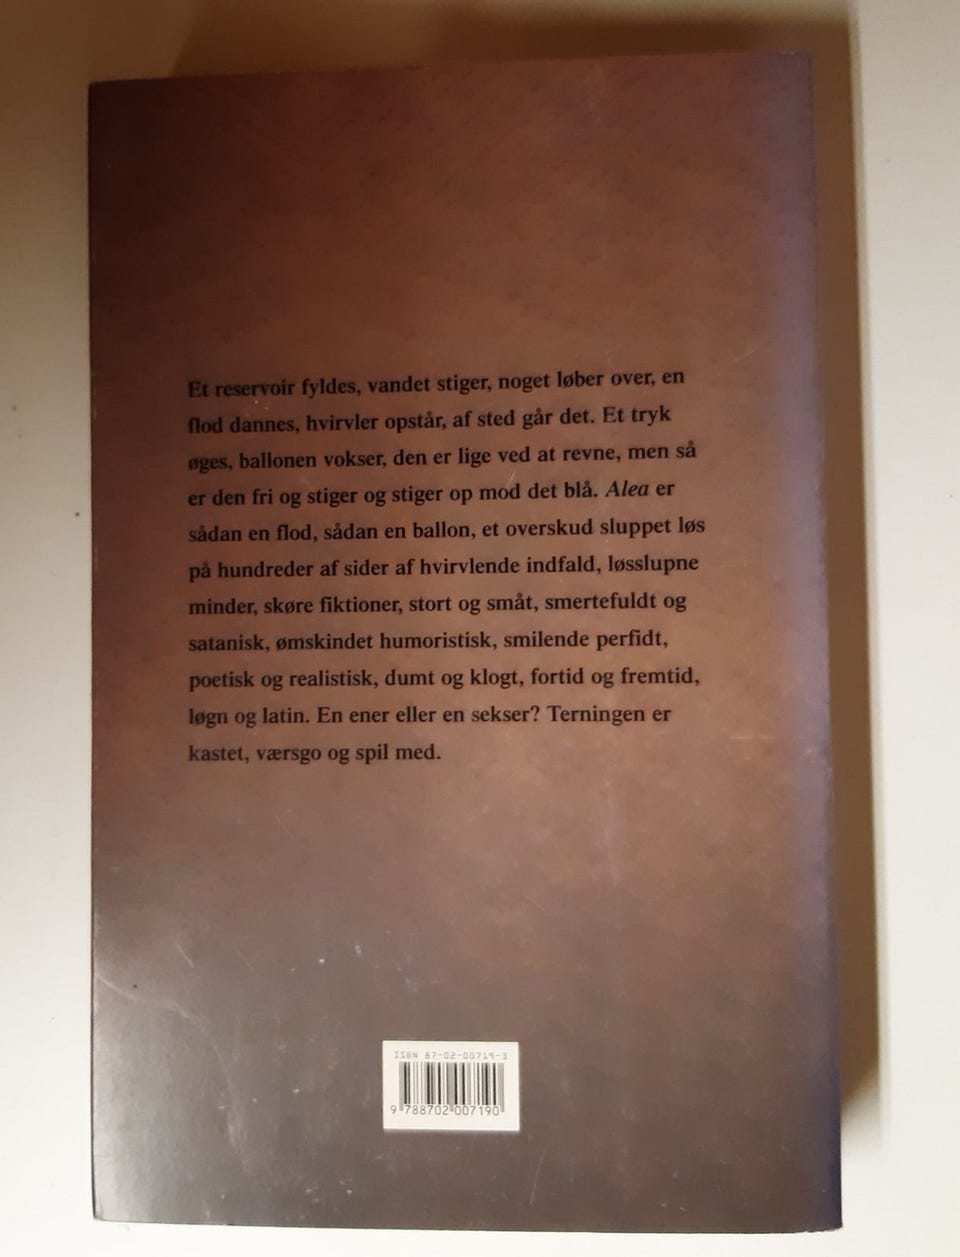 Et reservoir fyldes, vandet stiger, noget løber over, en
flod dannes, hvirvler opstår, af sted går det. Et tryk
øges, ballonen vokser, den er lige ved at revne, men så
er den fri og stiger og stiger op mod det blå. Alea er
sådan en flod, sådan en ballon, et overskud sluppet løs
på hundreder af sider af hvirvlende indfald, løsslupne
minder, skøre fiktioner, stort og småt, smertefuldt og
satanisk, ømskindet humoristisk, smilende perfidt,
poetisk og realistisk, dumt og klogt, fortid og fremtid,
løgn og latin. En ener eller en sekser? Terningen er
kastet, værsgo og spil med.
ISBN 87-02-00719-3
9 788702 007190